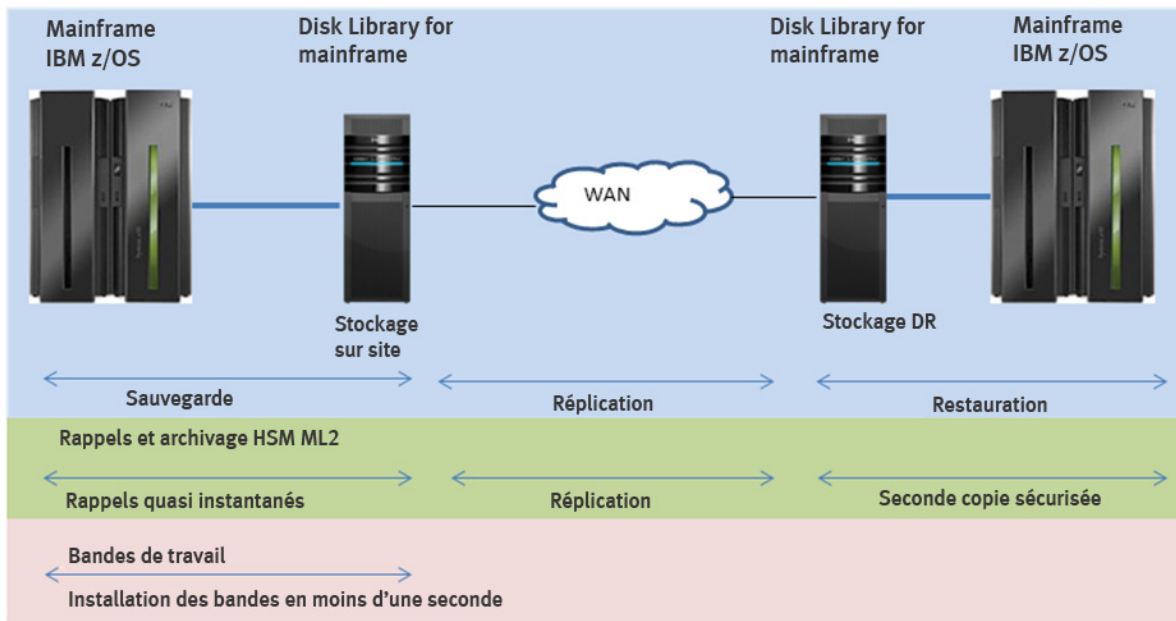 Mainframe
IBM z/OS
Disk Library for
mainframe
Disk Library for
mainframe
Mainframe
IBM z/OS
WAN
Stockage
sur site
Stockage DR
Sauvegarde
Réplication
Restauration
Rappels et archivage HSM ML2
Rappels quasi instantanés
Réplication
Seconde copie sécurisée
Bandes de travail
Installation des bandes en moins d’une seconde